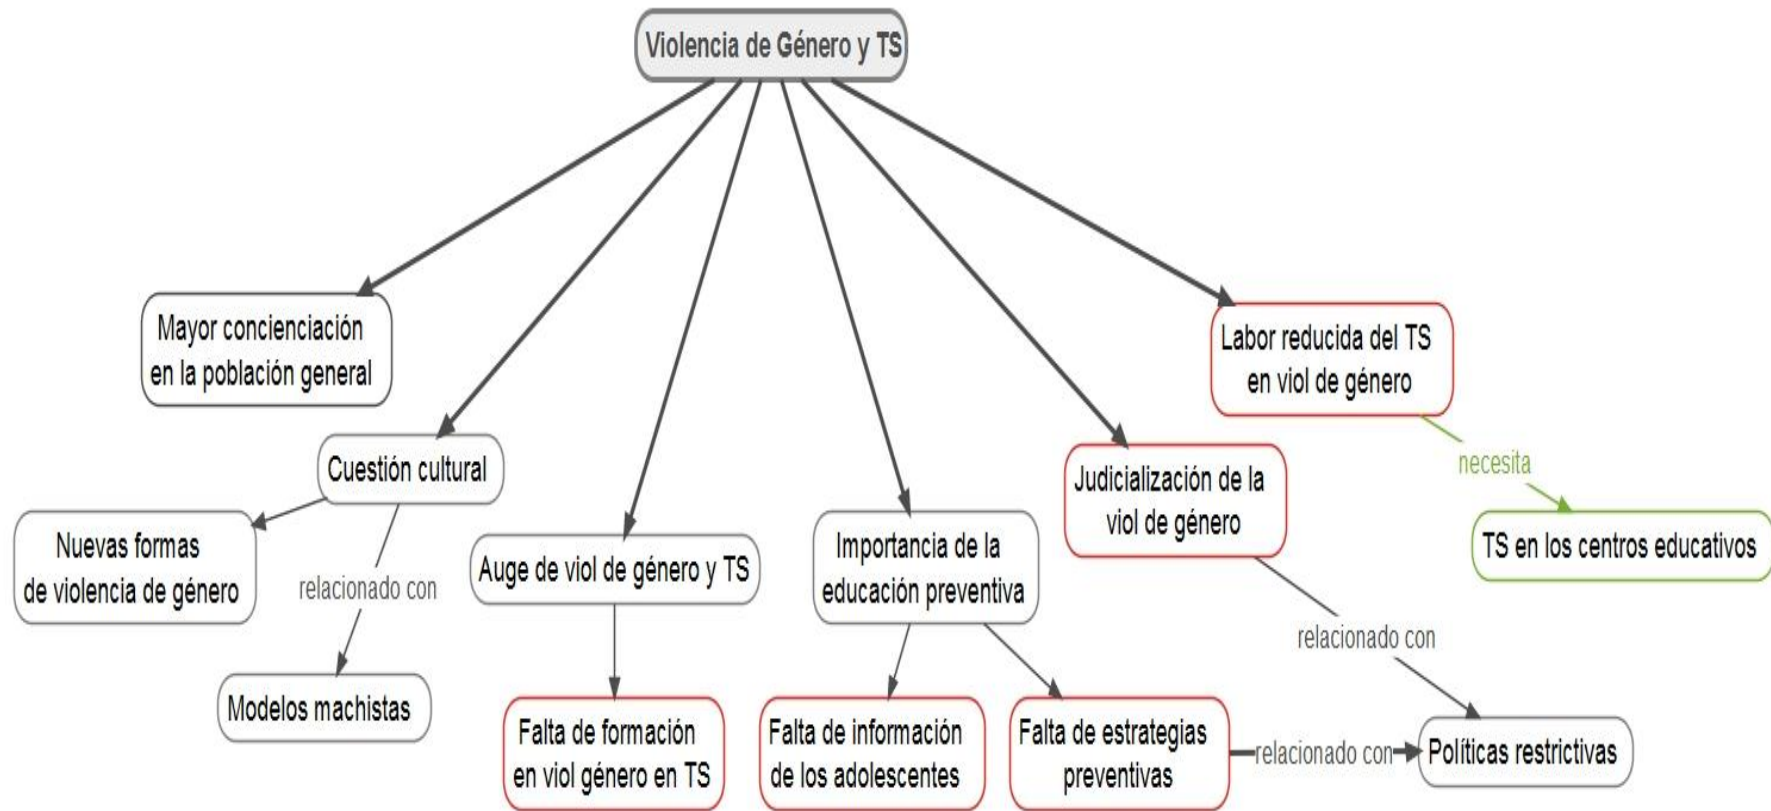 Violencia de Género y TS
Mayor concienciación
en la población general
Labor reducida del TS
en viol de género
Cuestión cultural
necesita
Judicialización de la
viol de género
Nuevas formas
de violencia de género
relacionado con
Auge de viol de género y TS
Importancia de la
educación preventiva
TS en los centros educativos
relacionado con
Modelos machistas
Falta de formación
en viol género en TS
Falta de información
de los adolescentes
Falta de estrategias
preventivas
relacionado con
Políticas restrictivas